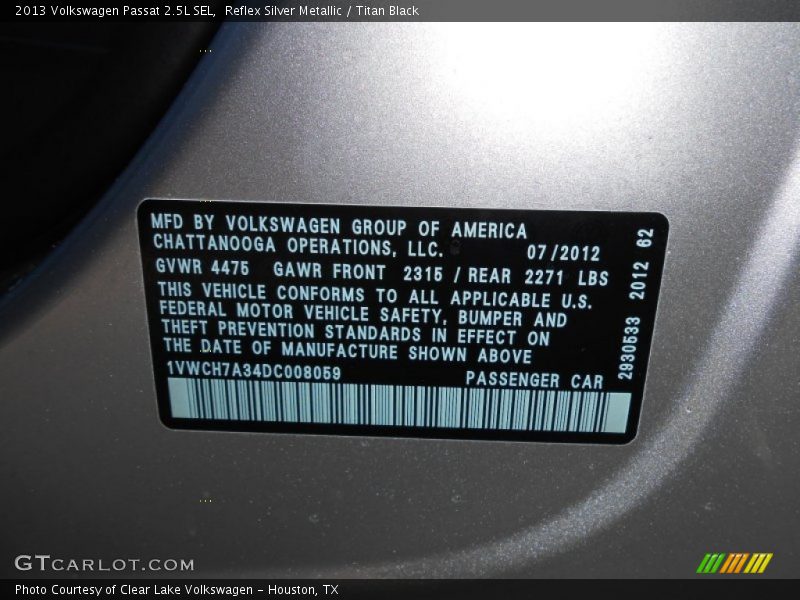 2013 Volkswagen Passat 2.5L SEL, Reflex Silver Metallic / Titan Black
MFD BY VOLKSWAGEN GROUP OF AMERICA
CHATTANOOGA OPERATIONS, LLC. 07/2012
GVWR 4475 GAWR FRONT 2315 / REAR 2271 LBS
THIS VEHICLE CONFORMS TO ALL APPLICABLE U.S.
FEDERAL MOTOR VEHICLE SAFETY, BUMPER AND
THEFT PREVENTION STANDARDS IN EFFECT ON
THE DATE OF MANUFACTURE SHOWN ABOVE
1VWCH7A34DC008059 PASSENGER CAR
2930533 2012 62
GTCARLOT.COM
Photo Courtesy of Clear Lake Volkswagen - Houston, TX